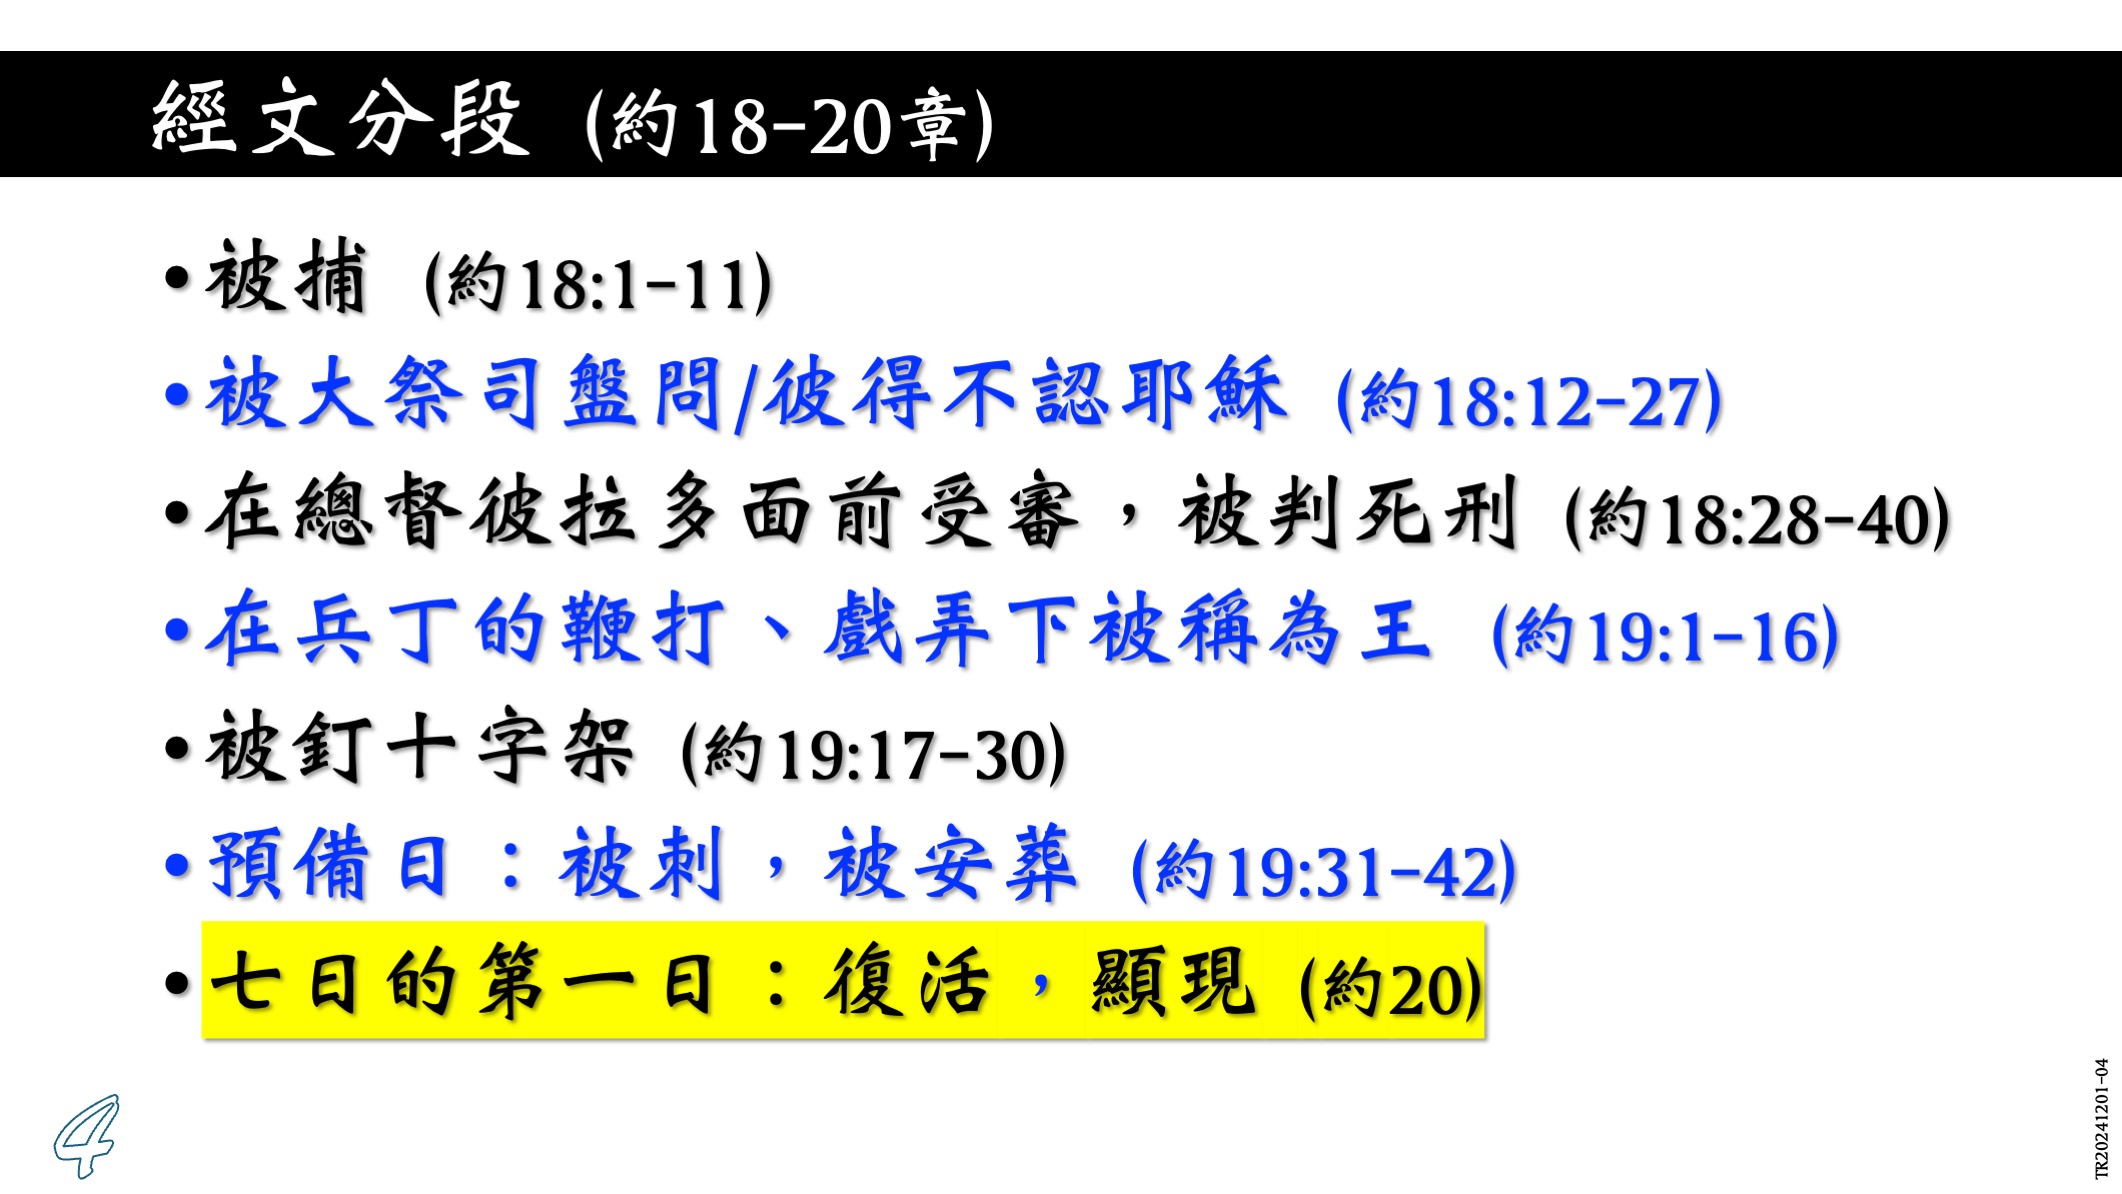 經文分段 (約18-20章)
•被捕 (約18:1-11)
•被大祭司盤問/彼得不認耶穌 (約18:12-27)
•在總督彼拉多面前受審，被判死刑 (約18:28-40)
•在兵丁的鞭打、戲弄下被稱為王 (約19:1-16)
•被釘十字架 (約19:17-30)
•預備日：被刺，被安葬 (約19:31-42)
•七日的第一日：復活，顯現 (約20)
4
TR20241201-04